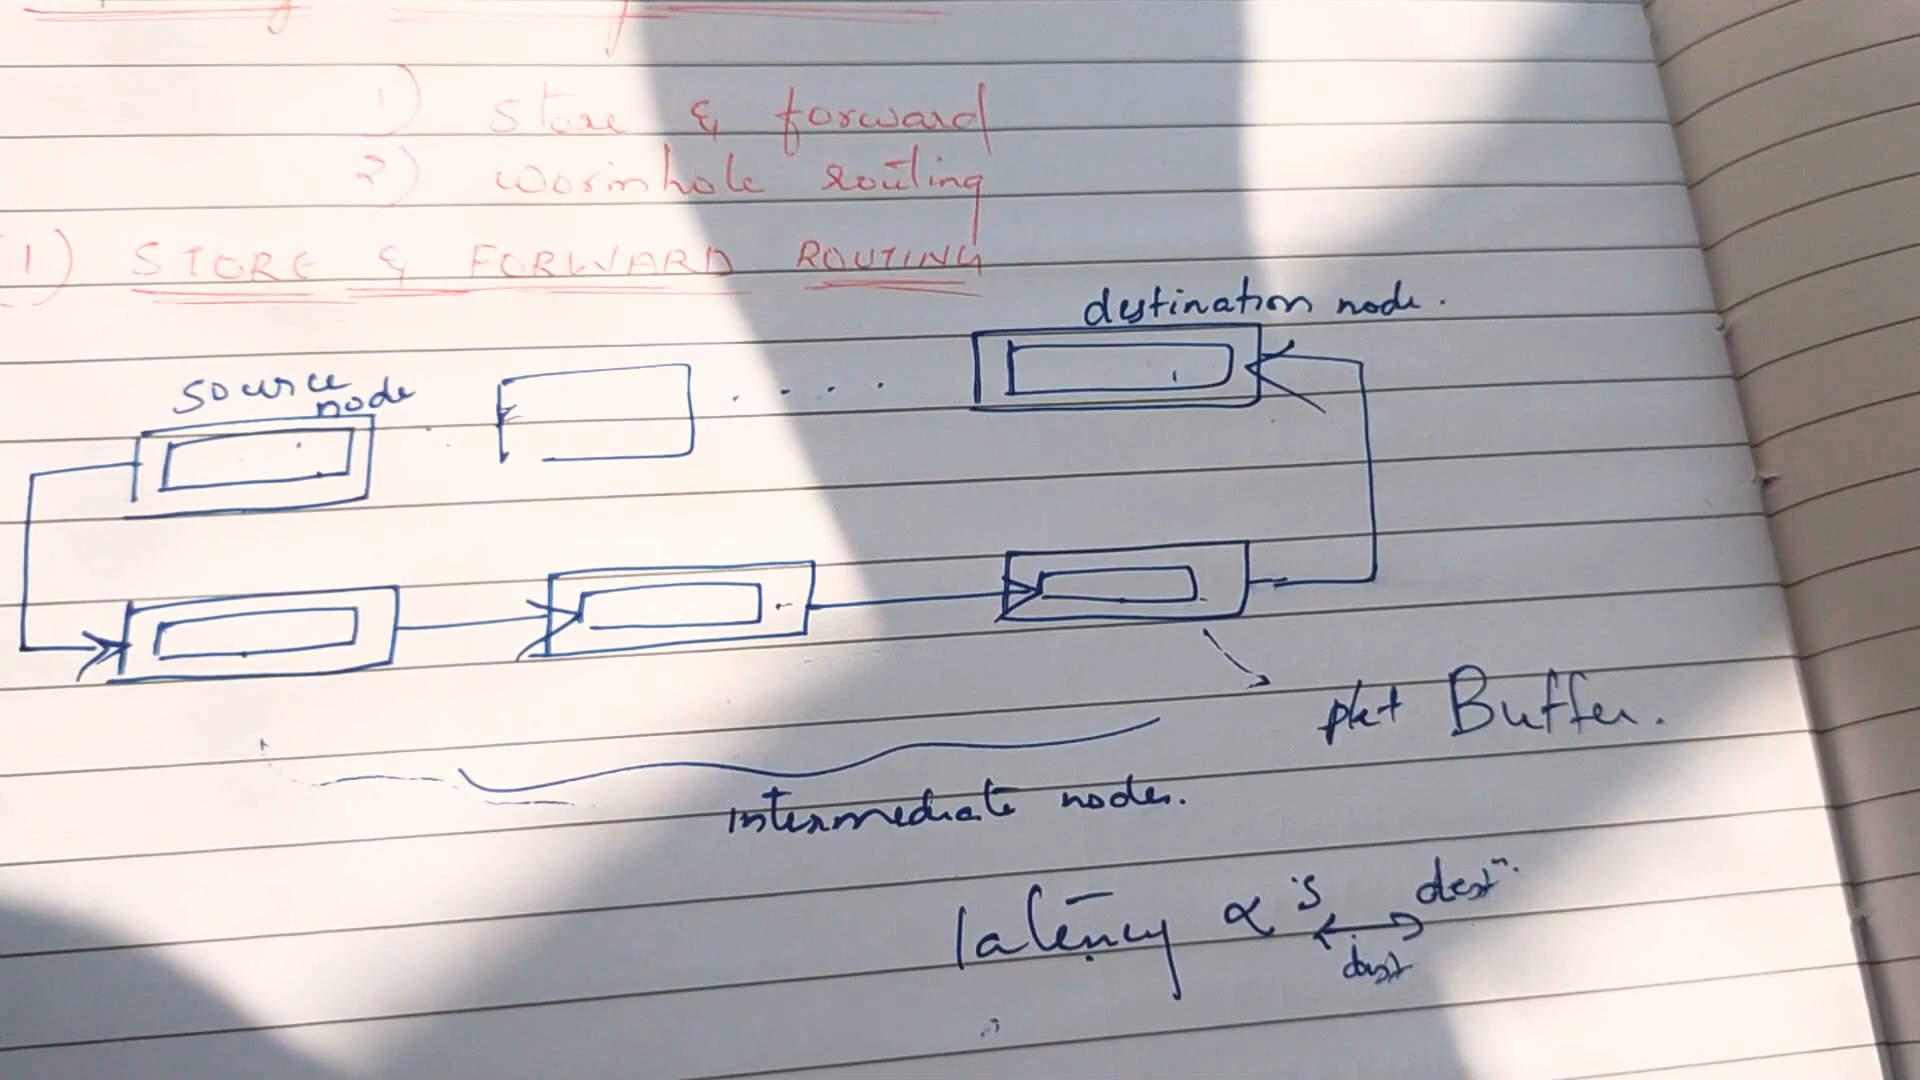 1) Store & forward
2) wormhole routing
1) STORE & FORWARD ROUTING
destination node.
source
node
pkt Buffer.
intermediate nodes.
latency ∝ S dest^n.
dist